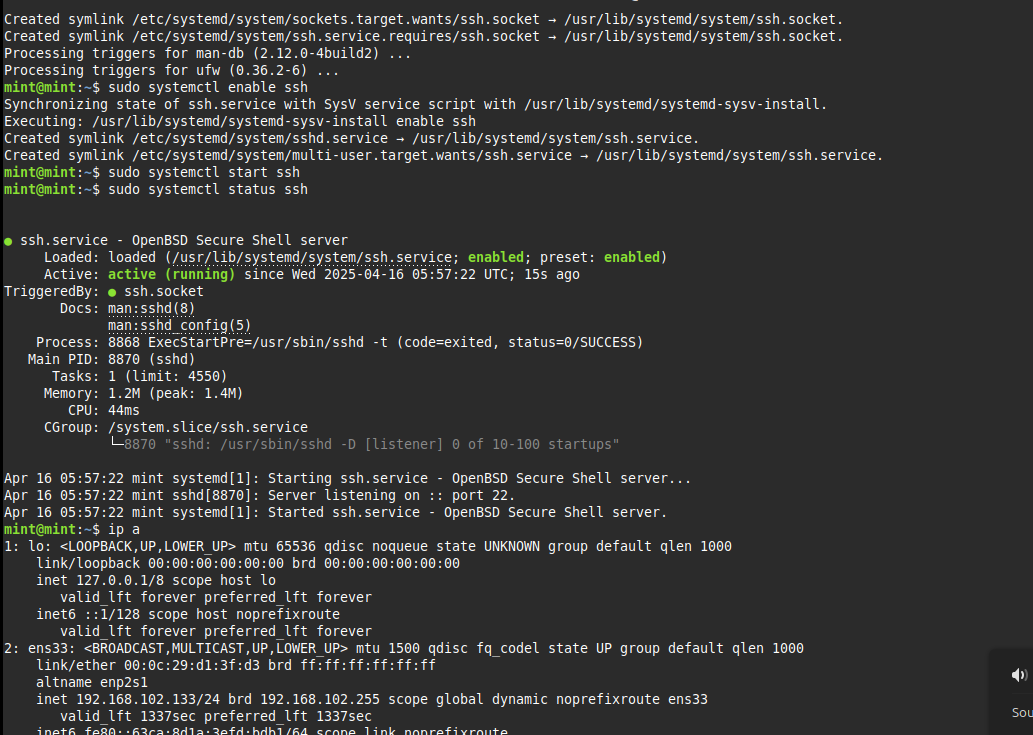 Created symlink /etc/systemd/system/sockets.target.wants/ssh.socket → /usr/lib/systemd/system/ssh.socket.
Created symlink /etc/systemd/system/ssh.service.requires/ssh.socket → /usr/lib/systemd/system/ssh.socket.
Processing triggers for man-db (2.12.0-4build2) ...
Processing triggers for ufw (0.36.2-6) ...
mint@mint:~$ sudo systemctl enable ssh
Synchronizing state of ssh.service with SysV service script with /usr/lib/systemd/systemd-sysv-install.
Executing: /usr/lib/systemd/systemd-sysv-install enable ssh
Created symlink /etc/systemd/system/sshd.service → /usr/lib/systemd/system/ssh.service.
Created symlink /etc/systemd/system/multi-user.target.wants/ssh.service → /usr/lib/systemd/system/ssh.service.
mint@mint:~$ sudo systemctl start ssh
mint@mint:~$ sudo systemctl status ssh
● ssh.service - OpenBSD Secure Shell server
Loaded: loaded (/usr/lib/systemd/system/ssh.service; enabled; preset: enabled)
Active: active (running) since Wed 2025-04-16 05:57:22 UTC; 15s ago
TriggeredBy: ● ssh.socket
Docs: man:sshd(8)
man:sshd_config(5)
Process: 8868 ExecStartPre=/usr/sbin/sshd -t (code=exited, status=0/SUCCESS)
Main PID: 8870 (sshd)
Tasks: 1 (limit: 4550)
Memory: 1.2M (peak: 1.4M)
CPU: 44ms
CGroup: /system.slice/ssh.service
└─8870 "sshd: /usr/sbin/sshd -D [listener] 0 of 10-100 startups"
Apr 16 05:57:22 mint systemd[1]: Starting ssh.service - OpenBSD Secure Shell server...
Apr 16 05:57:22 mint sshd[8870]: Server listening on :: port 22.
Apr 16 05:57:22 mint systemd[1]: Started ssh.service - OpenBSD Secure Shell server.
mint@mint:~$ ip a
1: lo: <LOOPBACK,UP,LOWER_UP> mtu 65536 qdisc noqueue state UNKNOWN group default qlen 1000
link/loopback 00:00:00:00:00:00 brd 00:00:00:00:00:00
inet 127.0.0.1/8 scope host lo
valid_lft forever preferred_lft forever
inet6 ::1/128 scope host noprefixroute
valid_lft forever preferred_lft forever
2: ens33: <BROADCAST,MULTICAST,UP,LOWER_UP> mtu 1500 qdisc fq_codel state UP group default qlen 1000
link/ether 00:0c:29:d1:3f:d3 brd ff:ff:ff:ff:ff:ff
altname enp2s1
inet 192.168.102.133/24 brd 192.168.102.255 scope global dynamic noprefixroute ens33
valid_lft 1337sec preferred_lft 1337sec
inet6 fe80::63ca:8d1a:3efd:bdb1/64 scope link noprefixroute
Sou